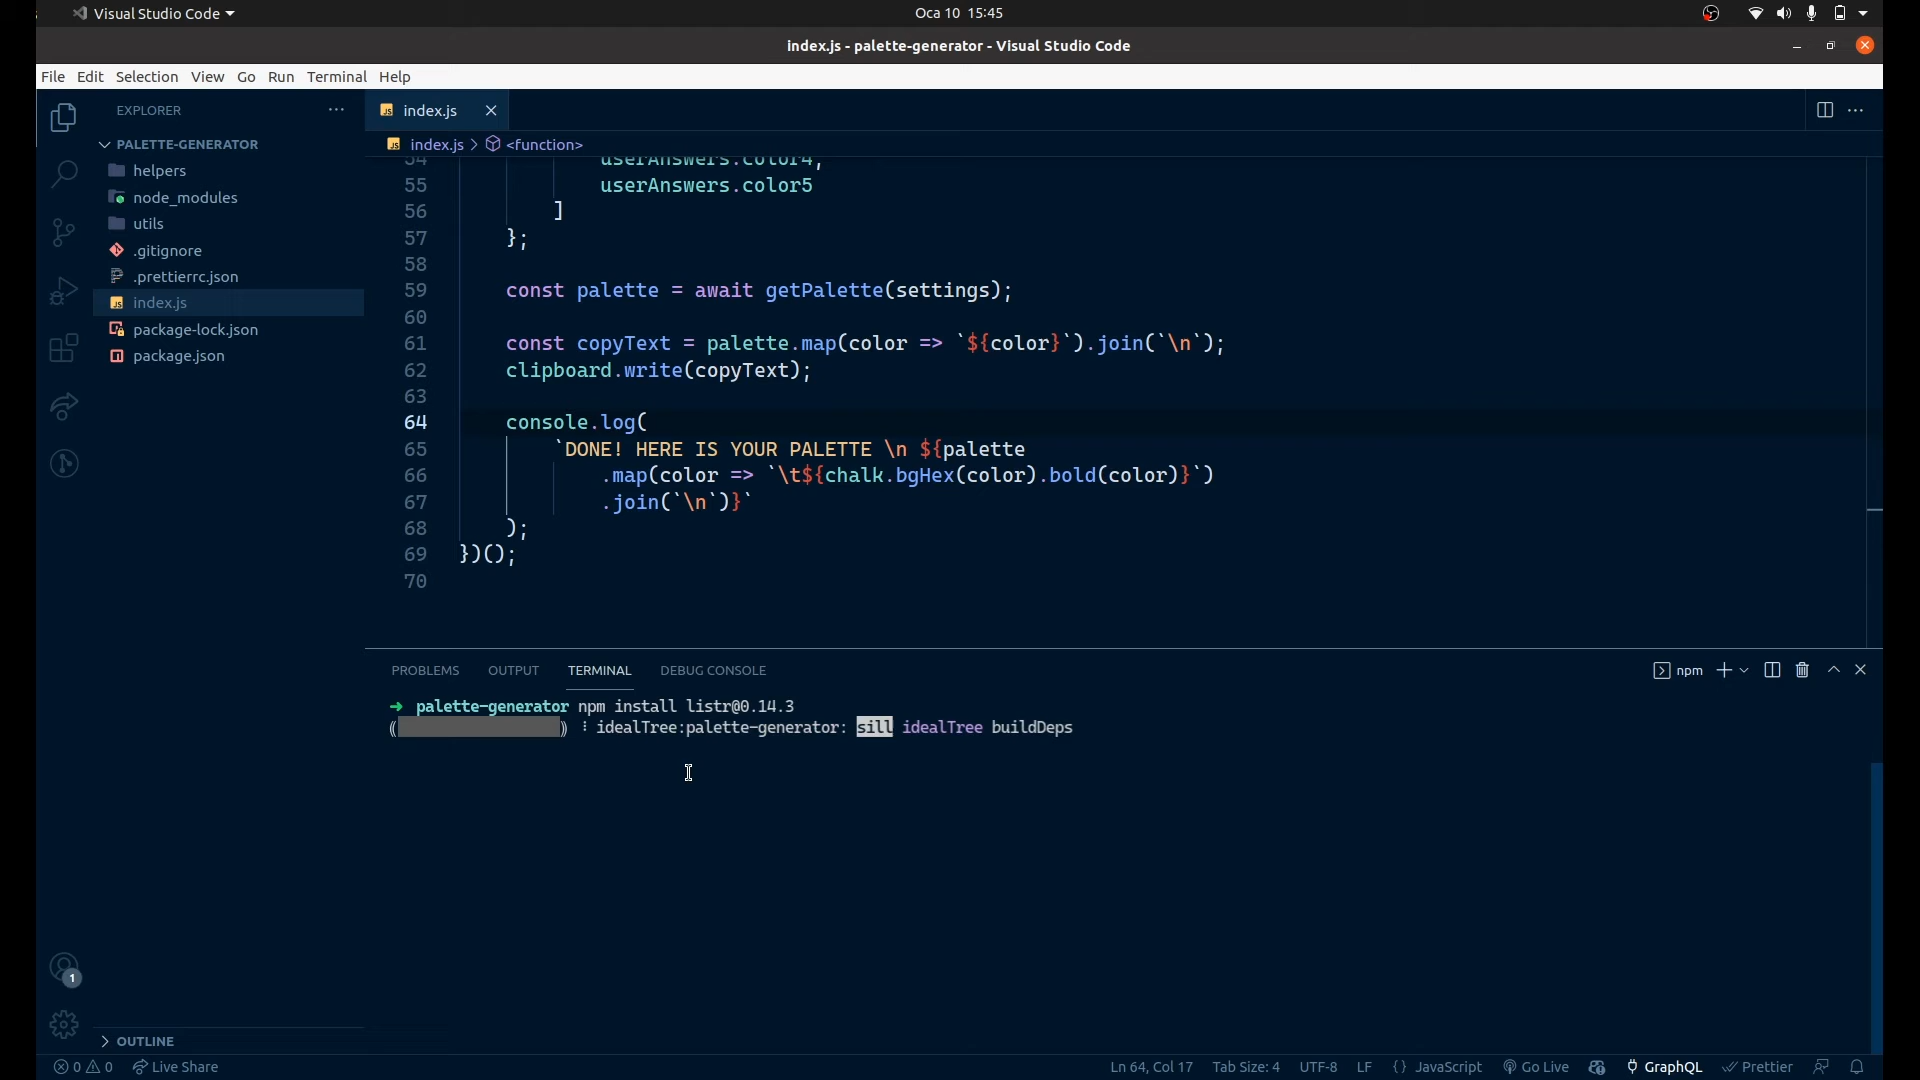 Visual Studio Code
Oca 10 15:45
index.js - palette-generator - Visual Studio Code
File Edit Selection View Go Run Terminal Help
EXPLORER
PALETTE-GENERATOR
helpers
node_modules
utils
.gitignore
.prettierrc.json
index.js
package-lock.json
package.json
OUTLINE
index.js
index.js > <function>
54 userAnswers.color4,
55 userAnswers.color5
56 ]
57 };
58
59 const palette = await getPalette(settings);
60
61 const copyText = palette.map(color => `${color}`).join(`\n`);
62 clipboard.write(copyText);
63
64 console.log(
65 `DONE! HERE IS YOUR PALETTE \n ${palette
66 .map(color => `\t${chalk.bgHex(color).bold(color)}`)
67 .join(`\n`)}`
68 );
69 })();
70
PROBLEMS OUTPUT TERMINAL DEBUG CONSOLE
npm
➜ palette-generator npm install listr@0.14.3
(( )) ⠸ idealTree:palette-generator: sill idealTree buildDeps
1
0 0 Live Share
Ln 64, Col 17 Tab Size: 4 UTF-8 LF {} JavaScript Go Live GraphQL Prettier